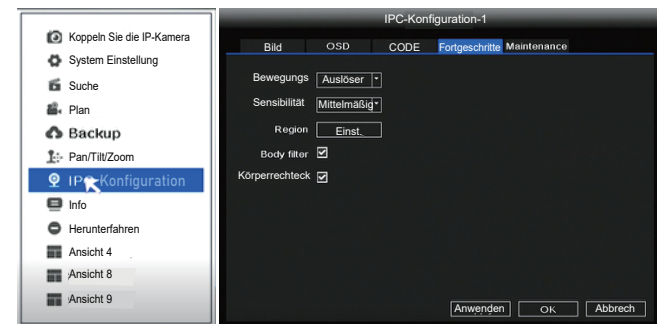 Koppeln Sie die IP-Kamera
System Einstellung
Suche
Plan
Backup
Pan/Tilt/Zoom
IPC-Konfiguration
Info
Herunterfahren
Ansicht 4
Ansicht 8
Ansicht 9
IPC-Konfiguration-1
Bild OSD CODE Fortgeschritte Maintenance
Bewegungs Auslöser
Sensibilität Mittelmäßig
Region Einst.
Body filter
Körperrechteck
Anwenden OK Abbrech